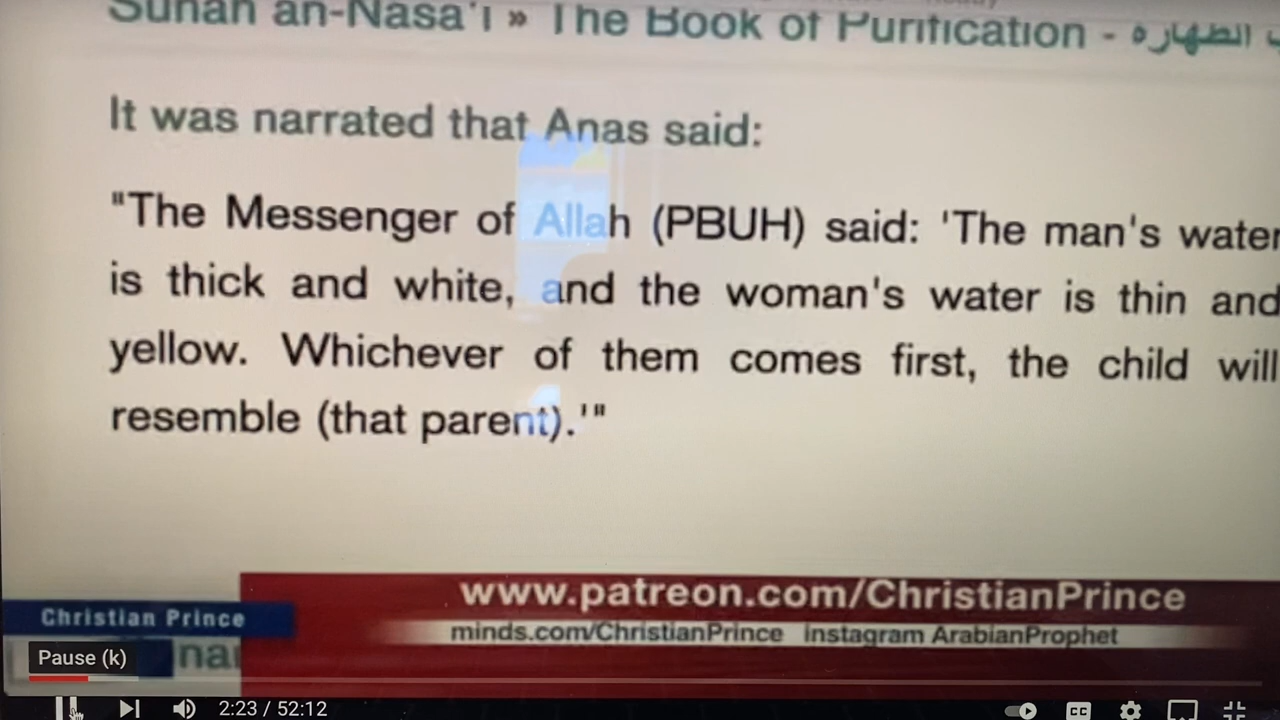 Sunan an-Nasa'i » The Book of Purification - الطهارة
It was narrated that Anas said:
"The Messenger of Allah (PBUH) said: 'The man's water
is thick and white, and the woman's water is thin and
yellow. Whichever of them comes first, the child will
resemble (that parent).'"
www.patreon.com/ChristianPrince
Christian Prince
minds.com/ChristianPrince instagram ArabianProphet
Pause (k)
2:23 / 52:12
CC